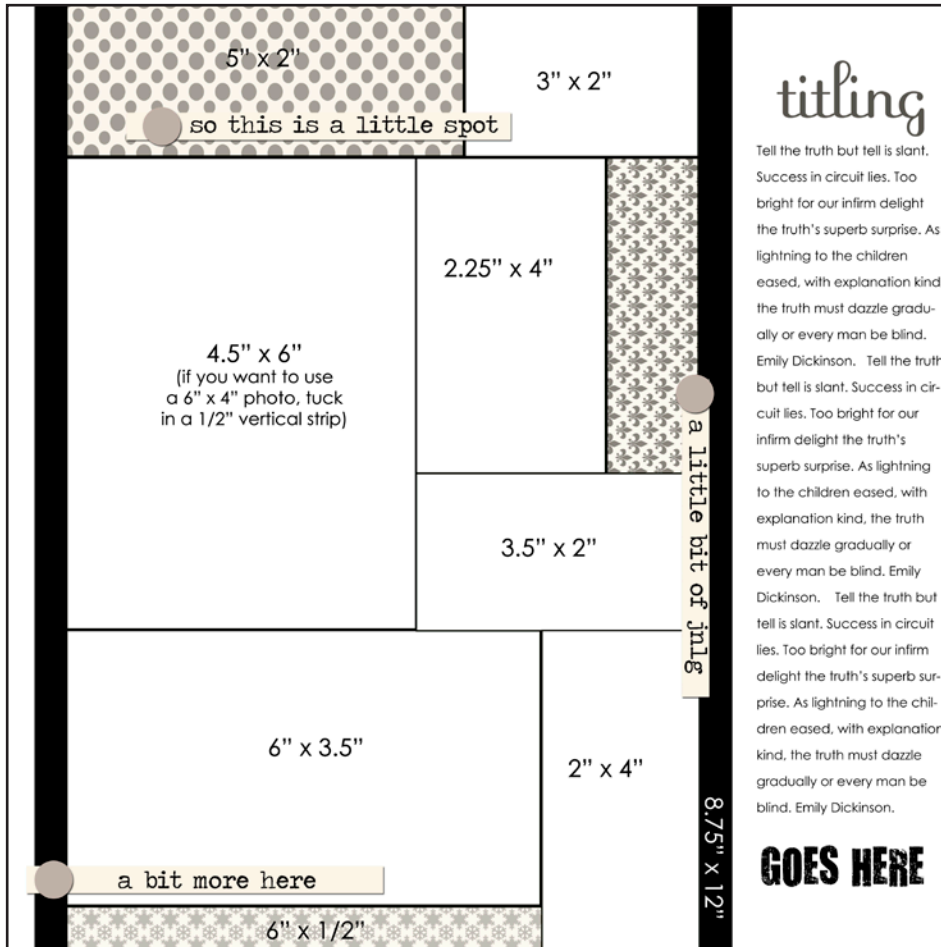 5” x 2”
3” x 2”
so this is a little spot
2.25” x 4”
4.5” x 6”
(if you want to use
a 6” x 4” photo, tuck
in a 1/2” vertical strip)
3.5” x 2”
a little bit of jnlg
6” x 3.5”
2” x 4”
a bit more here
6” x 1/2”
8.75” x 12”
titling
Tell the truth but tell is slant.
Success in circuit lies. Too
bright for our infirm delight
the truth’s superb surprise. As
lightning to the children
eased, with explanation kind
the truth must dazzle gradu-
ally or every man be blind.
Emily Dickinson. Tell the truth
but tell is slant. Success in cir-
cuit lies. Too bright for our
infirm delight the truth’s
superb surprise. As lightning
to the children eased, with
explanation kind, the truth
must dazzle gradually or
every man be blind. Emily
Dickinson. Tell the truth but
tell is slant. Success in circuit
lies. Too bright for our infirm
delight the truth’s superb sur-
prise. As lightning to the chil-
dren eased, with explanation
kind, the truth must dazzle
gradually or every man be
blind. Emily Dickinson.
GOES HERE